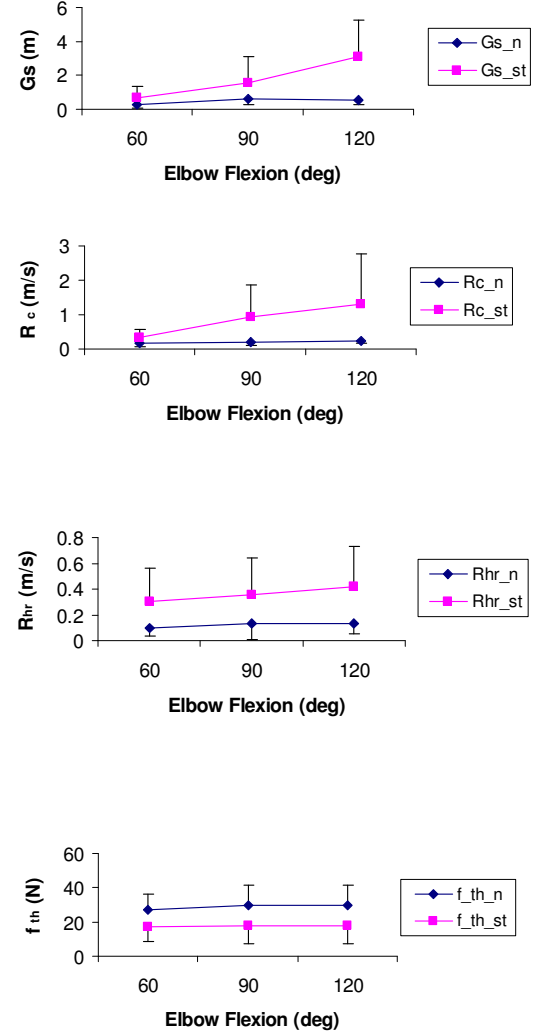 6
4
2
0
Gs (m)
60 90 120
Elbow Flexion (deg)
Gs_n
Gs_st
3
2
1
0
R c (m/s)
60 90 120
Elbow Flexion (deg)
Rc_n
Rc_st
0.8
0.6
0.4
0.2
0
Rhr (m/s)
60 90 120
Elbow Flexion (deg)
Rhr_n
Rhr_st
60
40
20
0
f th (N)
60 90 120
Elbow Flexion (deg)
f_th_n
f_th_st